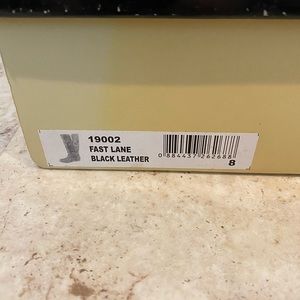 19002
FAST LANE
BLACK LEATHER
0 884437 262688
8